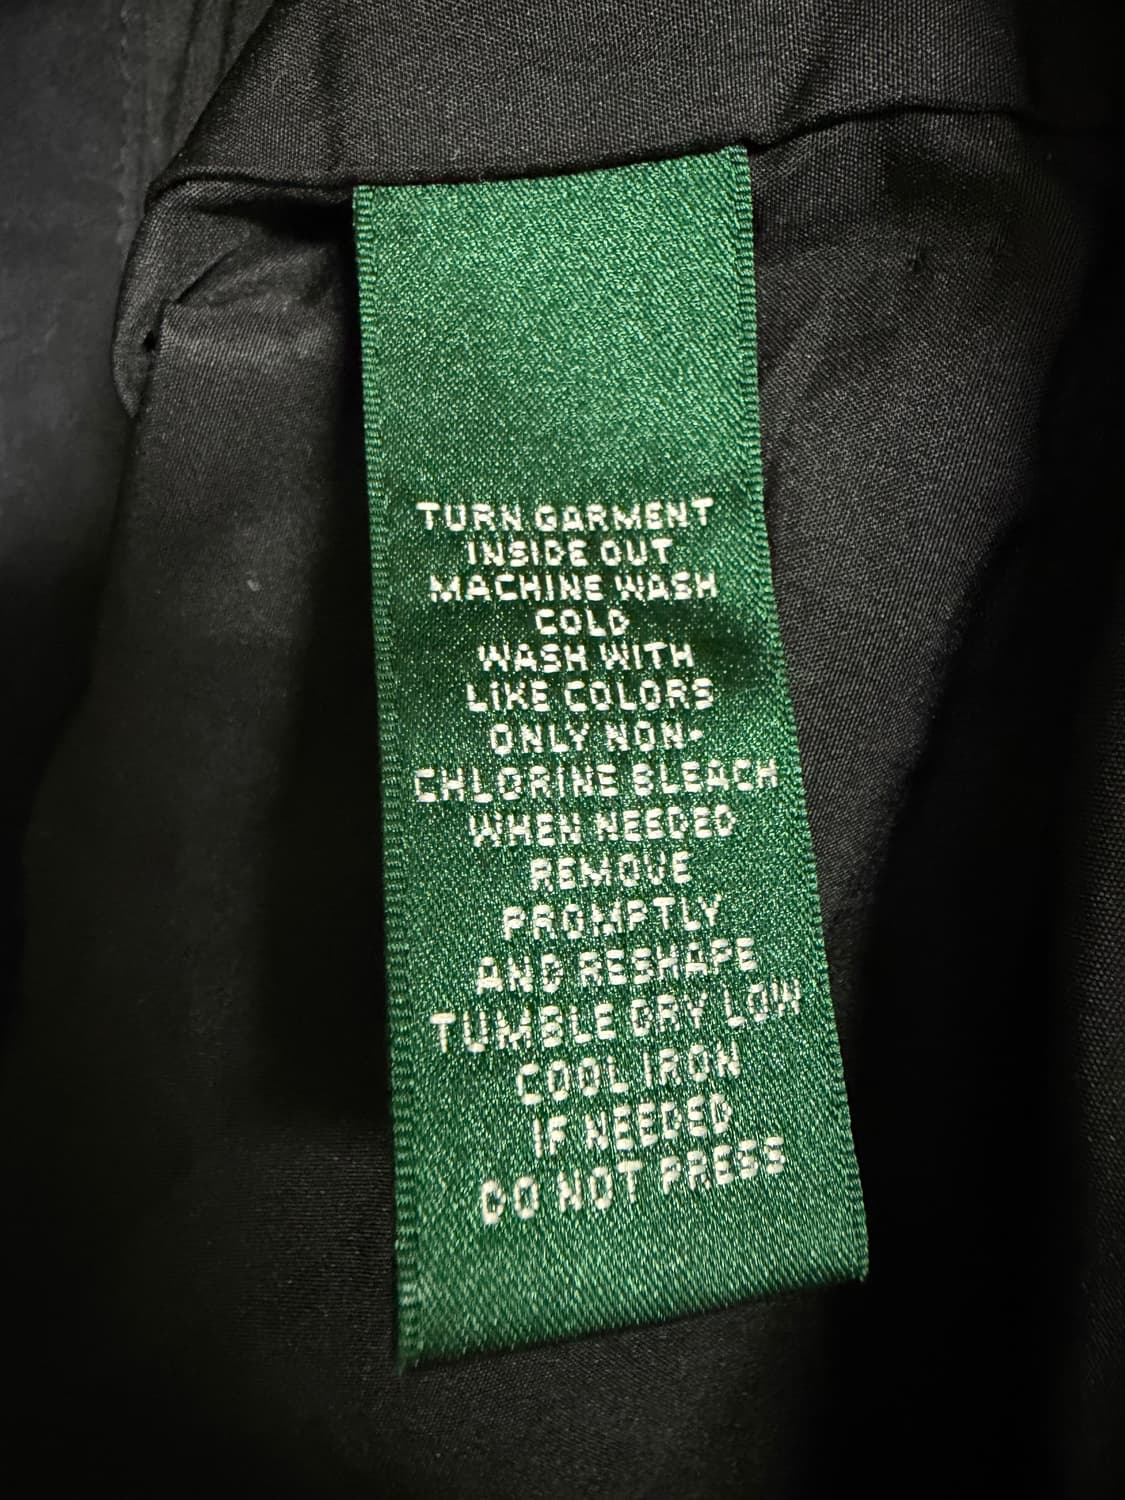 TURN GARMENT
INSIDE OUT
MACHINE WASH
COLD
WASH WITH
LIKE COLORS
ONLY NON-
CHLORINE BLEACH
WHEN NEEDED
REMOVE
PROMPTLY
AND RESHAPE
TUMBLE DRY LOW
COOL IRON
IF NEEDED
DO NOT PRESS